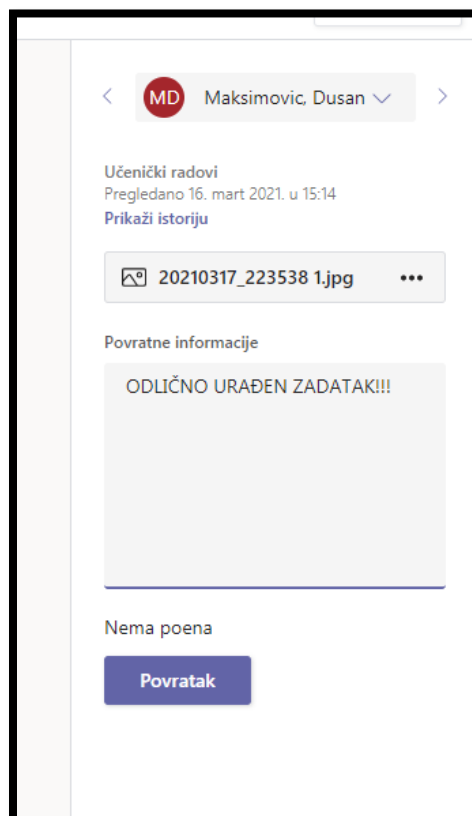 MD Maksimovic, Dusan
Učenički radovi
Pregledano 16. mart 2021. u 15:14
Prikaži istoriju
20210317_223538 1.jpg
Povratne informacije
ODLIČNO URAĐEN ZADATAK!!!
Nema poena
Povratak